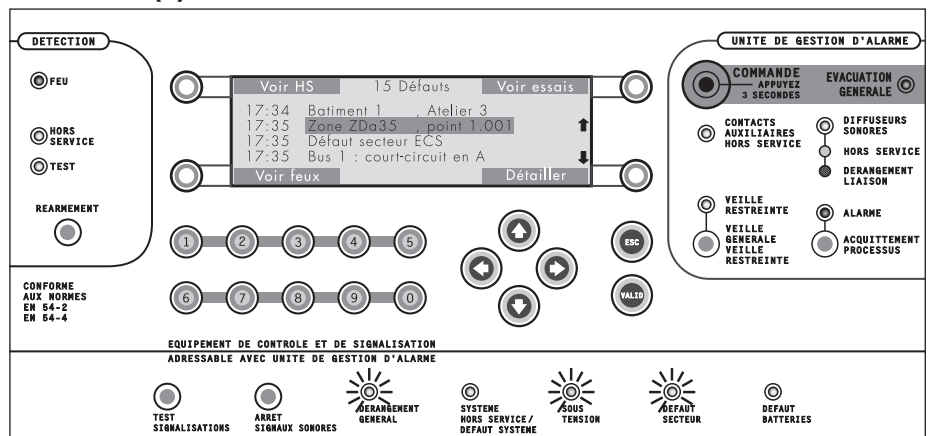 DETECTION
FEU
HORS
SERVICE
TEST
REARMEMENT
CONFORME
AUX NORMES
EN 54-2
EN 54-4
Voir HS 15 Défauts Voir essais
17:34 Batiment 1 , Atelier 3
17:35 Zone ZDa35 , point 1.001
17:35 Défaut secteur ECS
17:35 Bus 1 : court-circuit en A
Voir feux Détailler
1 2 3 4 5
6 7 8 9 0
ESC
VALID
EQUIPEMENT DE CONTROLE ET DE SIGNALISATION
ADRESSABLE AVEC UNITE DE GESTION D'ALARME
UNITE DE GESTION D'ALARME
COMMANDE
APPUYEZ
3 SECONDES
EVACUATION
GENERALE
CONTACTS
AUXILIAIRES
HORS SERVICE
DIFFUSEURS
SONORES
HORS SERVICE
DERANGEMENT
LIAISON
VEILLE
RESTREINTE
VEILLE
GENERALE
VEILLE
RESTREINTE
ALARME
ACQUITTEMENT
PROCESSUS
TEST
SIGNALISATIONS
ARRET
SIGNAUX SONORES
DERANGEMENT
GENERAL
SYSTEME
HORS SERVICE/
DEFAUT SYSTEME
SOUS
TENSION
DEFAUT
SECTEUR
DEFAUT
BATTERIES